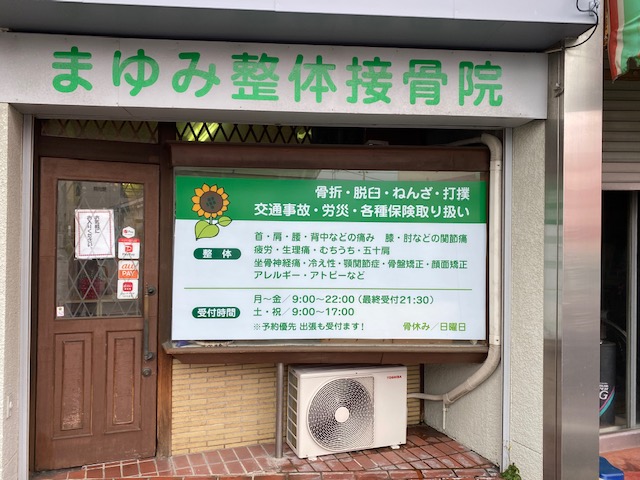 まゆみ整体接骨院
骨折・脱臼・ねんざ・打撲
交通事故・労災・各種保険取り扱い
整体
首・肩・腰・背中などの痛み 膝・肘などの関節痛
疲労・生理痛・むちうち・五十肩
坐骨神経痛・冷え性・顎関節症・骨盤矯正・顔面矯正
アレルギー・アトピーなど
受付時間
月〜金／9:00〜22:00（最終受付21:30）
土・祝／9:00〜17:00
※予約優先 出張も受付ます！
骨休み／日曜日
au
PAY
TOSHIBA